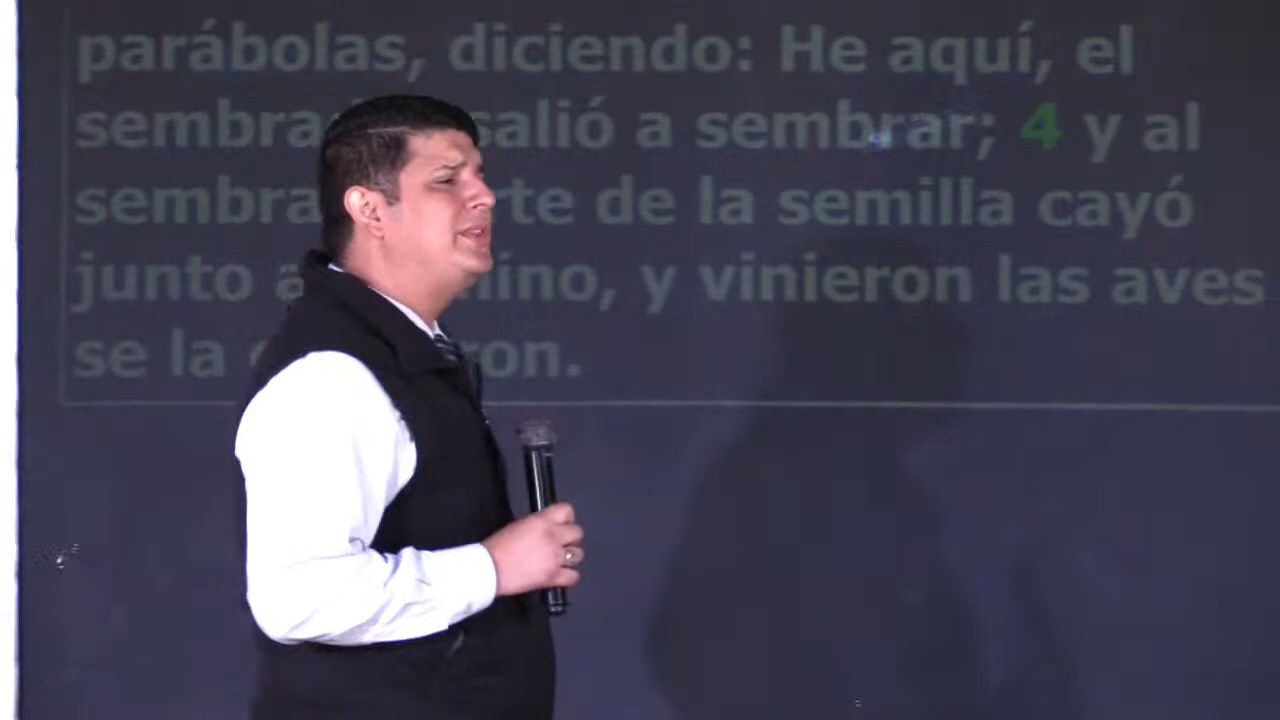 parábolas, diciendo: He aquí, el
salió a sembrar; 4 y al
de la semilla cayó
junto y vinieron las aves
se la